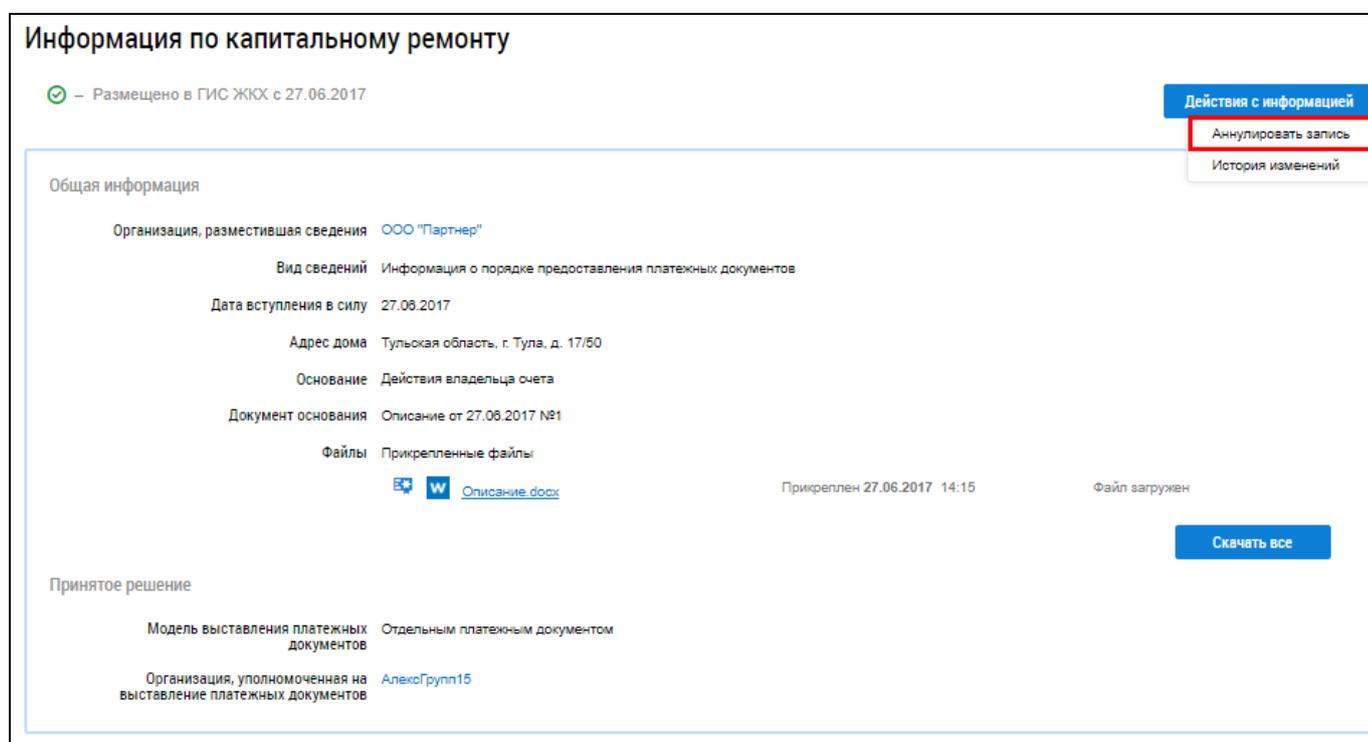 Информация по капитальному ремонту
– Размещено в ГИС ЖКХ с 27.06.2017
Действия с информацией
Аннулировать запись
История изменений
Общая информация
Организация, разместившая сведения ООО "Партнер"
Вид сведений Информация о порядке предоставления платежных документов
Дата вступления в силу 27.06.2017
Адрес дома Тульская область, г. Тула, д. 17/50
Основание Действия владельца счета
Документ основания Описание от 27.06.2017 №1
Файлы Прикрепленные файлы
W Описание.docx Прикреплен 27.06.2017 14:15 Файл загружен
Скачать все
Принятое решение
Модель выставления платежных Отдельным платежным документом
документов
Организация, уполномоченная на АлексГрупп15
выставление платежных документов